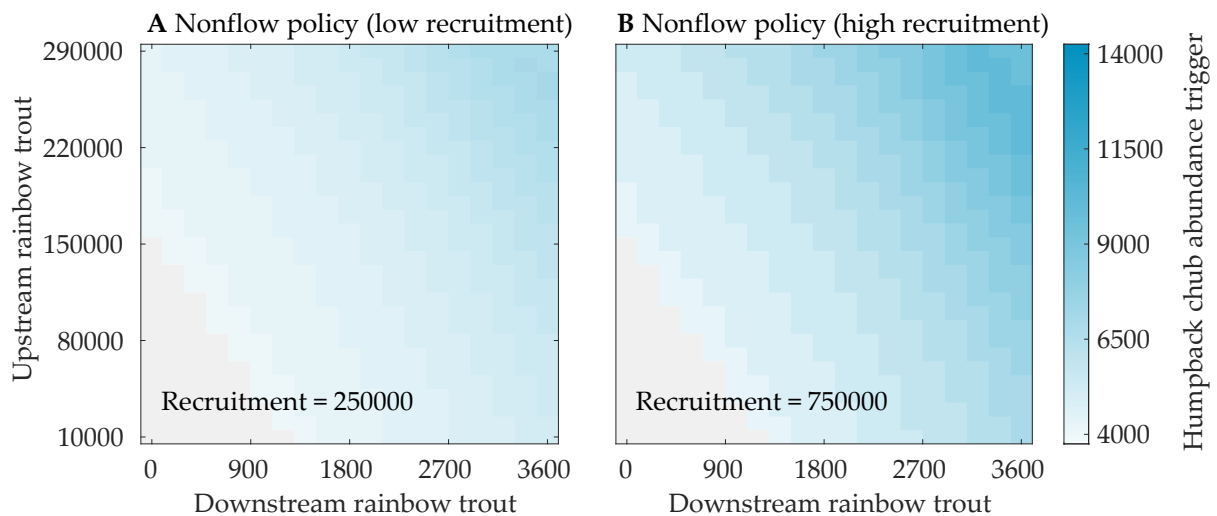 A Nonflow policy (low recruitment)
B Nonflow policy (high recruitment)
290000
220000
150000
80000
10000
Upstream rainbow trout
Recruitment = 250000
Recruitment = 750000
0 900 1800 2700 3600
0 900 1800 2700 3600
Downstream rainbow trout
Downstream rainbow trout
14000
11500
9000
6500
4000
Humpback chub abundance trigger